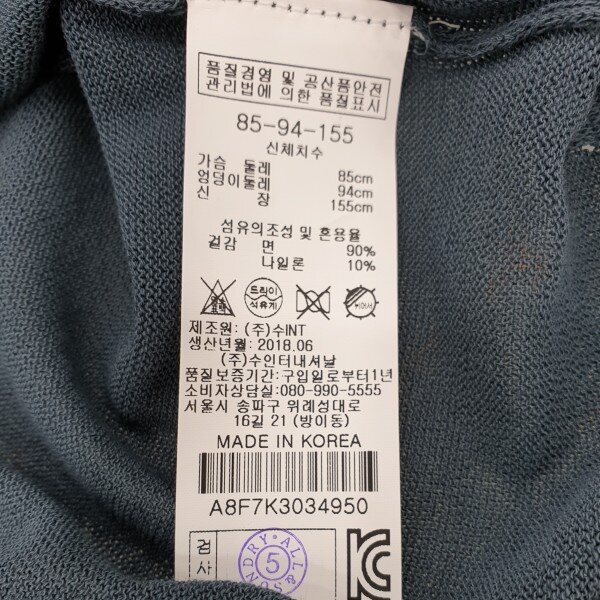 품질경영 및 공산품안전
관리법에 의한 품질표시
85-94-155
신체치수
가슴 둘레 85cm
엉덩이둘레 94cm
신 장 155cm
섬유의조성 및 혼용율
겉감 면 90%
나일론 10%
드라이
석유계
제조원: (주)수INT
생산년월: 2018.06
(주)수인터내셔날
품질보증기간:구입일로부터1년
소비자상담실:080-990-5555
서울시 송파구 위례성대로
16길 21 (방이동)
MADE IN KOREA
A8F7K3034950
검
사
5